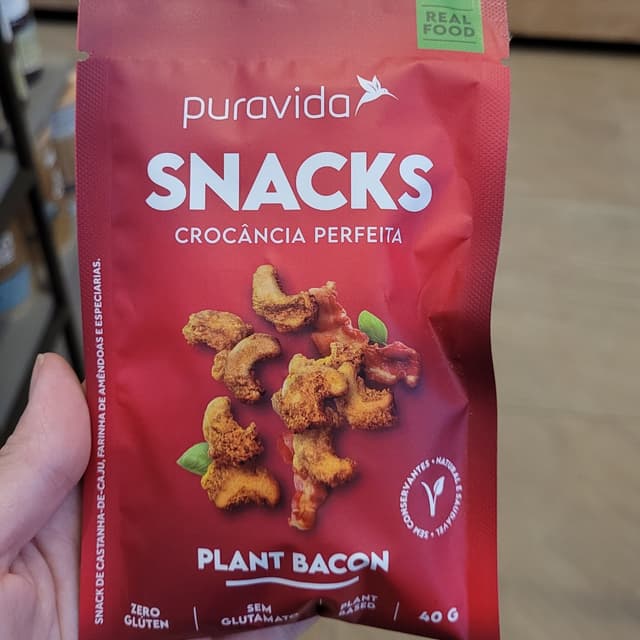 REAL
FOOD
puravida
SNACKS
CROCÂNCIA PERFEITA
SNACK DE CASTANHA-DE-CAJU, FARINHA DE AMÊNDOAS E ESPECIARIAS.
SEM CONSERVANTES • NATURAL E SAUDÁVEL •
PLANT BACON
ZERO
GLÚTEN
SEM
GLUTAMATO
PLANT
BASED
40 G